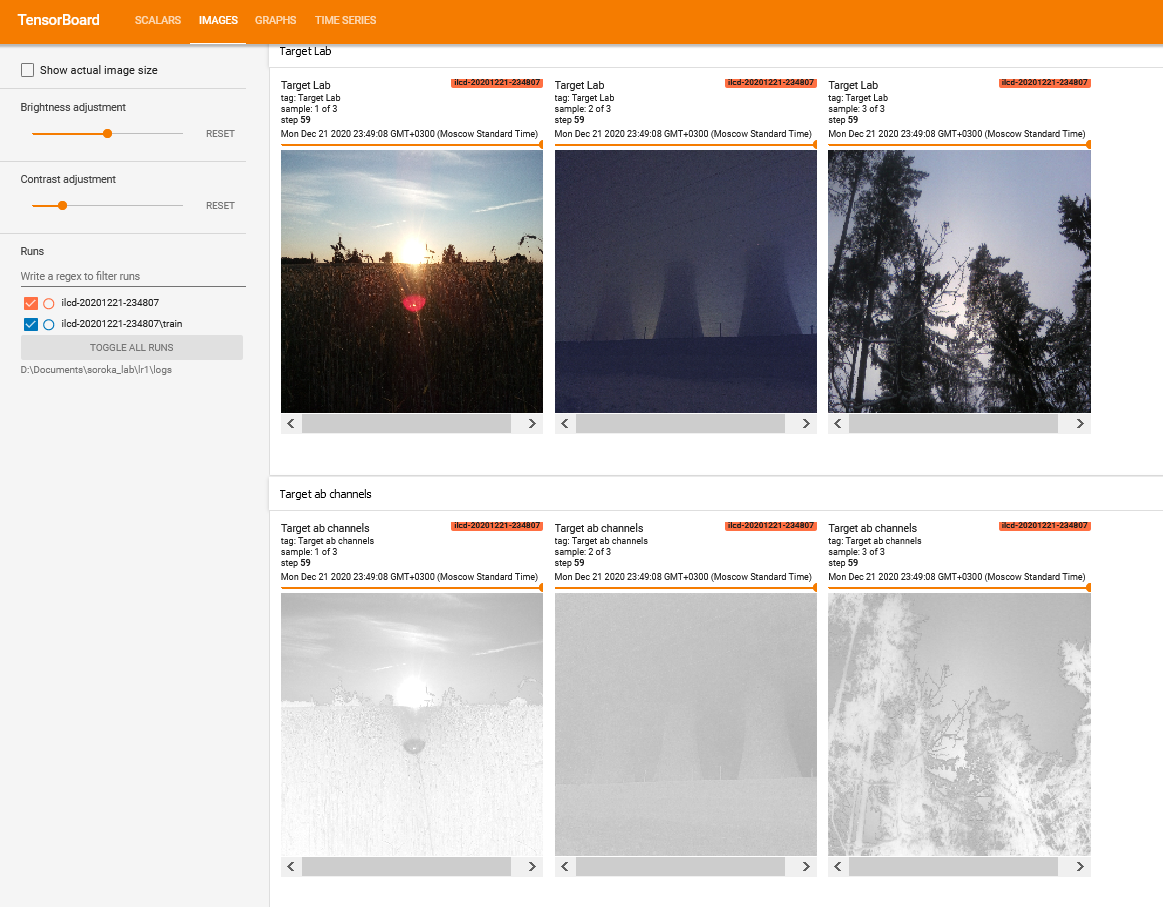 TensorBoard SCALARS IMAGES GRAPHS TIME SERIES
Show actual image size
Brightness adjustment
RESET
Contrast adjustment
RESET
Runs
Write a regex to filter runs
ilcd-20201221-234807
ilcd-20201221-234807\train
TOGGLE ALL RUNS
D:\Documents\soroka_lab\lr1\logs
Target Lab
Target Lab ilcd-20201221-234807
tag: Target Lab
sample: 1 of 3
step 59
Mon Dec 21 2020 23:49:08 GMT+0300 (Moscow Standard Time)
Target Lab ilcd-20201221-234807
tag: Target Lab
sample: 2 of 3
step 59
Mon Dec 21 2020 23:49:08 GMT+0300 (Moscow Standard Time)
Target Lab ilcd-20201221-234807
tag: Target Lab
sample: 3 of 3
step 59
Mon Dec 21 2020 23:49:08 GMT+0300 (Moscow Standard Time)
Target ab channels
Target ab channels ilcd-20201221-234807
tag: Target ab channels
sample: 1 of 3
step 59
Mon Dec 21 2020 23:49:08 GMT+0300 (Moscow Standard Time)
Target ab channels ilcd-20201221-234807
tag: Target ab channels
sample: 2 of 3
step 59
Mon Dec 21 2020 23:49:08 GMT+0300 (Moscow Standard Time)
Target ab channels ilcd-20201221-234807
tag: Target ab channels
sample: 3 of 3
step 59
Mon Dec 21 2020 23:49:08 GMT+0300 (Moscow Standard Time)